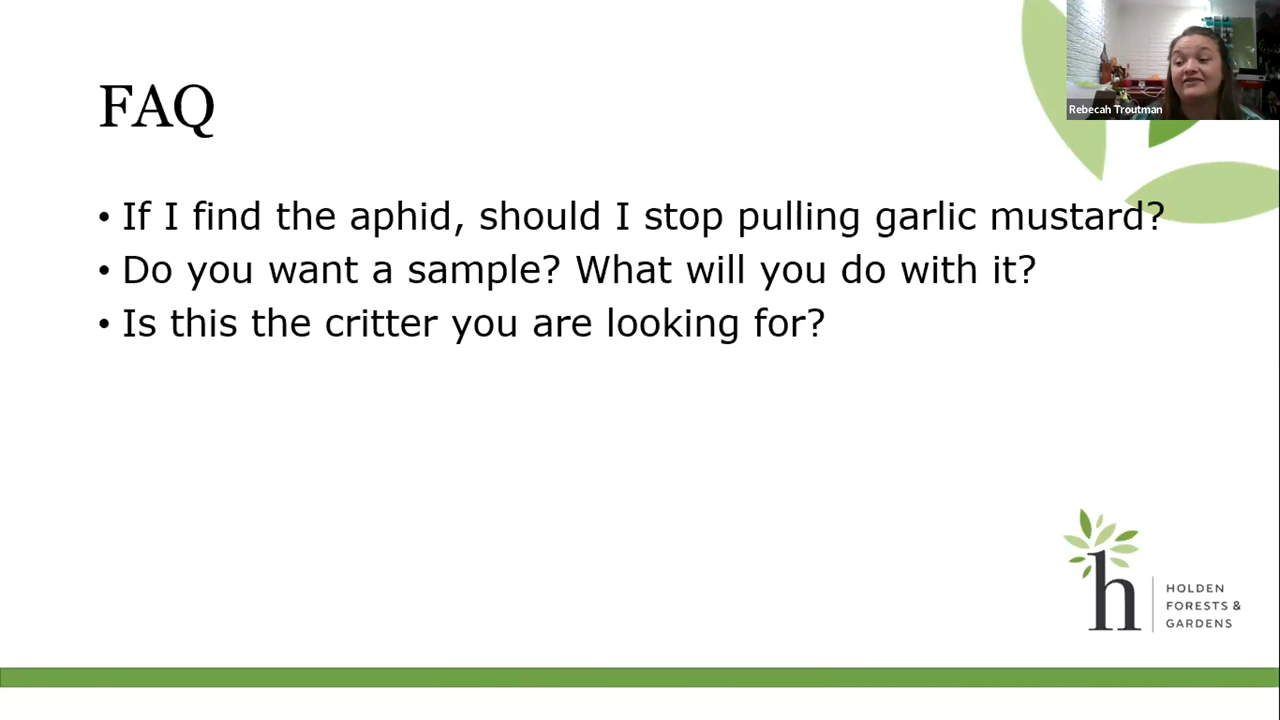 FAQ
• If I find the aphid, should I stop pulling garlic mustard?
• Do you want a sample? What will you do with it?
• Is this the critter you are looking for?
Rebecah Troutman
h
HOLDEN
FORESTS &
GARDENS